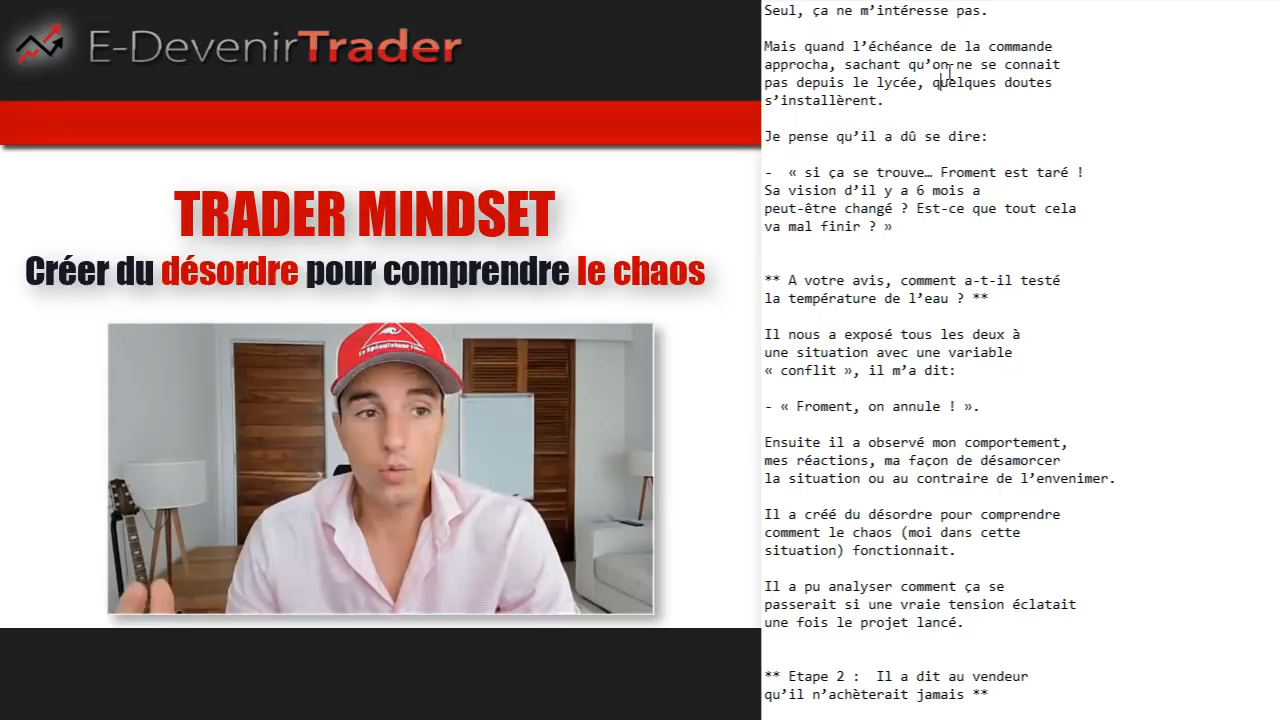 E-DevenirTrader
TRADER MINDSET
Créer du désordre pour comprendre le chaos
Seul, ça ne m’intéresse pas.
Mais quand l’échéance de la commande
approcha, sachant qu’on ne se connait
pas depuis le lycée, quelques doutes
s’installèrent.
Je pense qu’il a dû se dire:
- « si ça se trouve… Froment est taré !
Sa vision d’il y a 6 mois a
peut-être changé ? Est-ce que tout cela
va mal finir ? »
** A votre avis, comment a-t-il testé
la température de l’eau ? **
Il nous a exposé tous les deux à
une situation avec une variable
« conflit », il m’a dit:
- « Froment, on annule ! ».
Ensuite il a observé mon comportement,
mes réactions, ma façon de désamorcer
la situation ou au contraire de l’envenimer.
Il a créé du désordre pour comprendre
comment le chaos (moi dans cette
situation) fonctionnait.
Il a pu analyser comment ça se
passerait si une vraie tension éclatait
une fois le projet lancé.
** Etape 2 : Il a dit au vendeur
qu’il n’achèterait jamais **